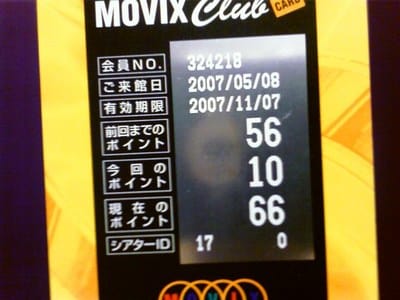 MOVIX Club
CARD
会員NO. 324218
ご来館日 2007/05/08
有効期限 2007/11/07
前回までの
ポイント 56
今回の
ポイント 10
現在の
ポイント 66
シアターID 17 0
MOVIX